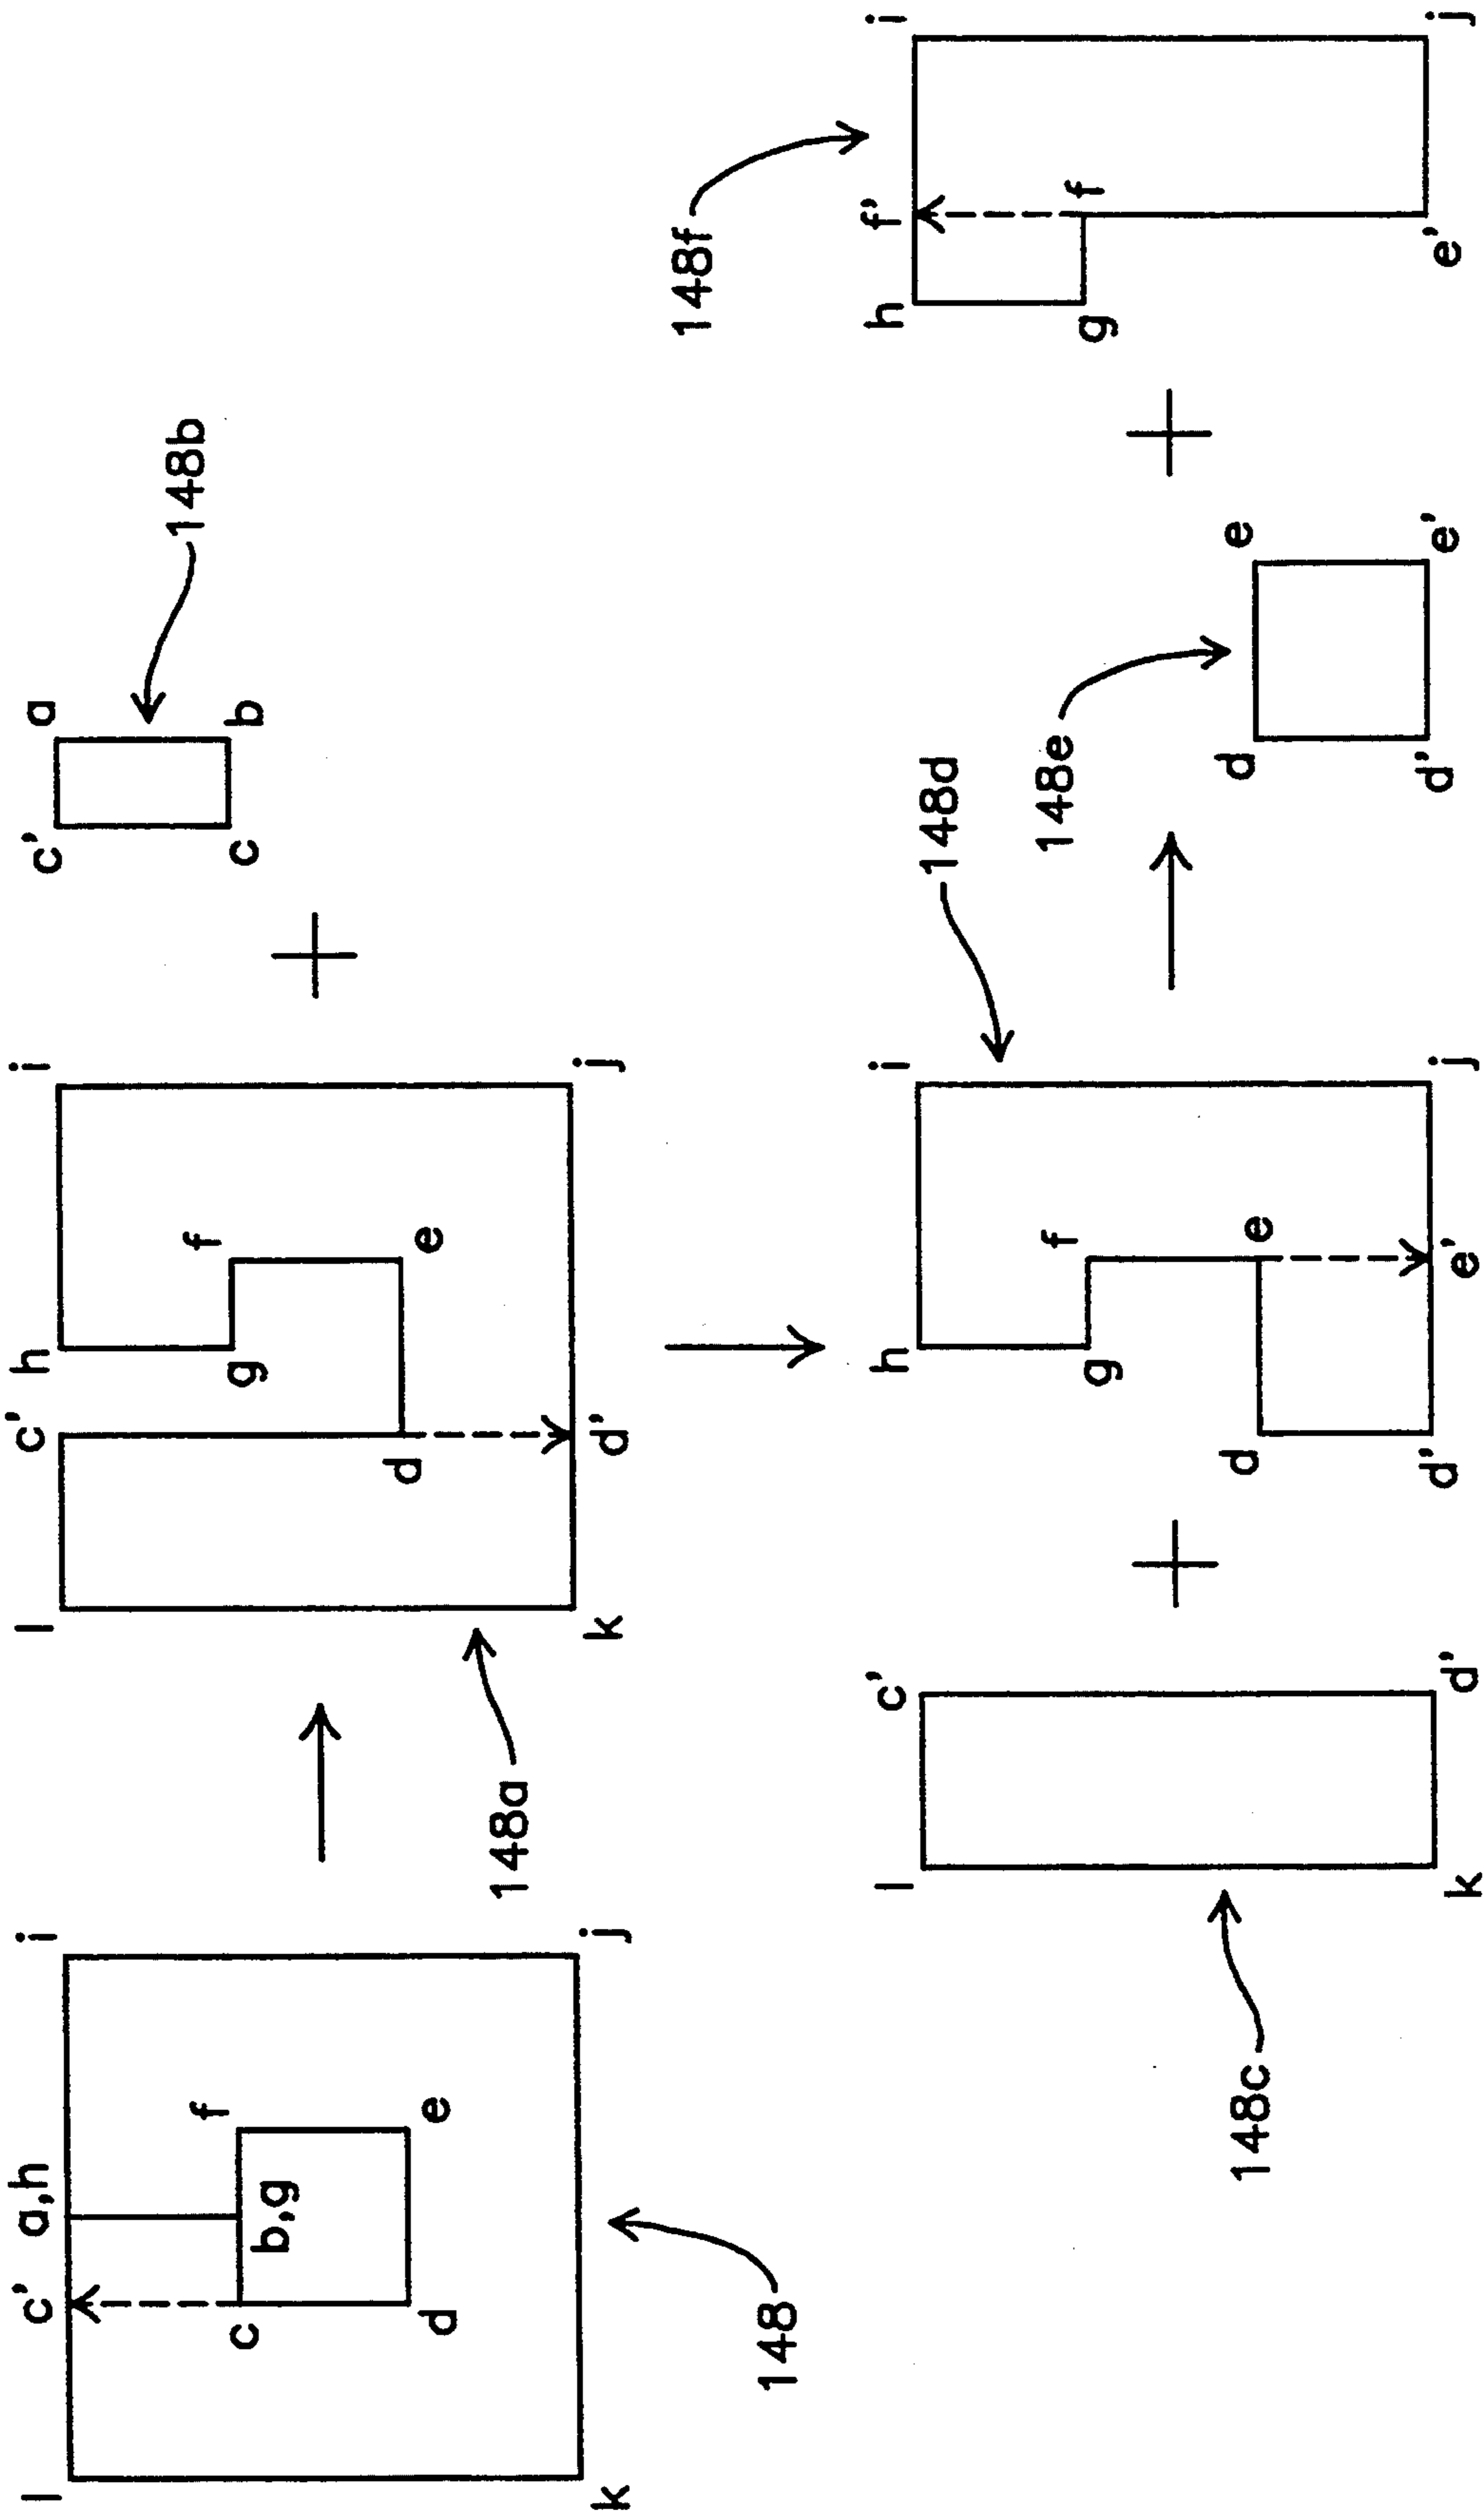 l c' a,h i
c f
b,g
d e
k j
148
l c' h i
g f
d e
k d' j
148a
+
c' a
c b
148b
l c'
k d'
148c
+
148d
h i
g f
d e
d' e' j
148e
d e
d' e'
+
148f
h f' i
g f
e' j